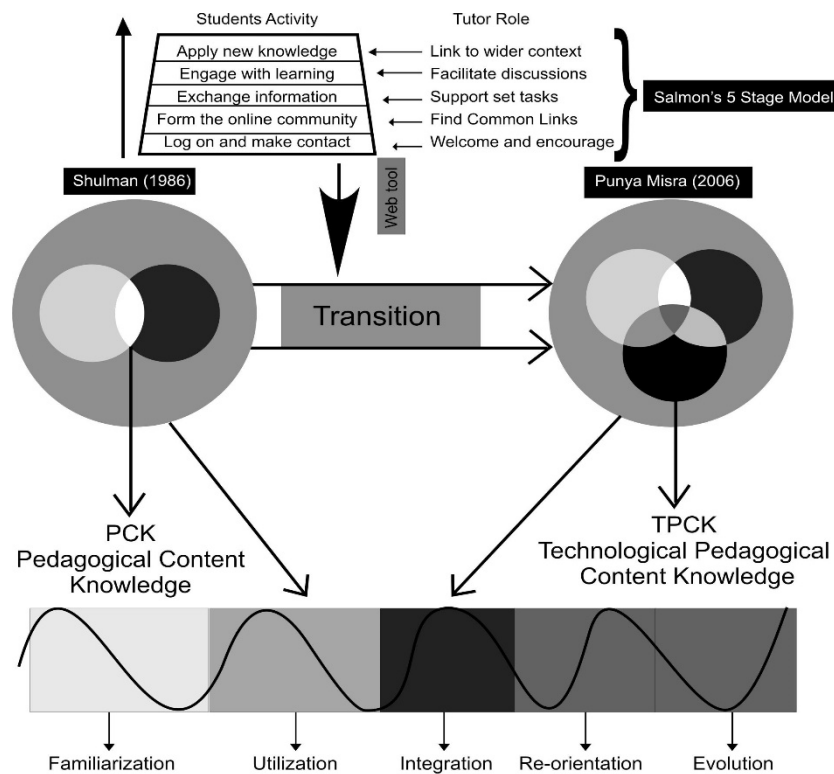 Students Activity
Tutor Role
Apply new knowledge
Link to wider context
Engage with learning
Facilitate discussions
Exchange information
Support set tasks
Form the online community
Find Common Links
Log on and make contact
Welcome and encourage
Salmon's 5 Stage Model
Shulman (1986)
Web tool
Punya Misra (2006)
Transition
PCK
Pedagogical Content
Knowledge
TPCK
Technological Pedagogical
Content Knowledge
Familiarization
Utilization
Integration
Re-orientation
Evolution